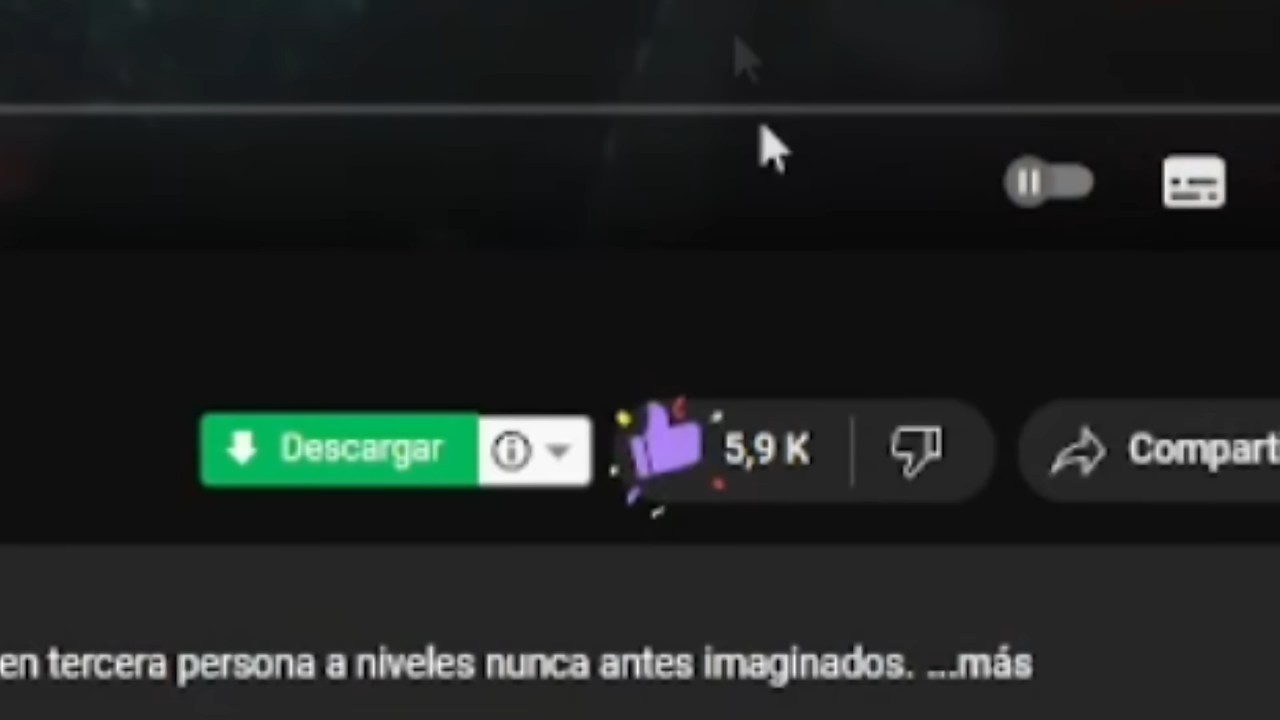 Descargar
5,9 K
Compart
en tercera persona a niveles nunca antes imaginados. ...más